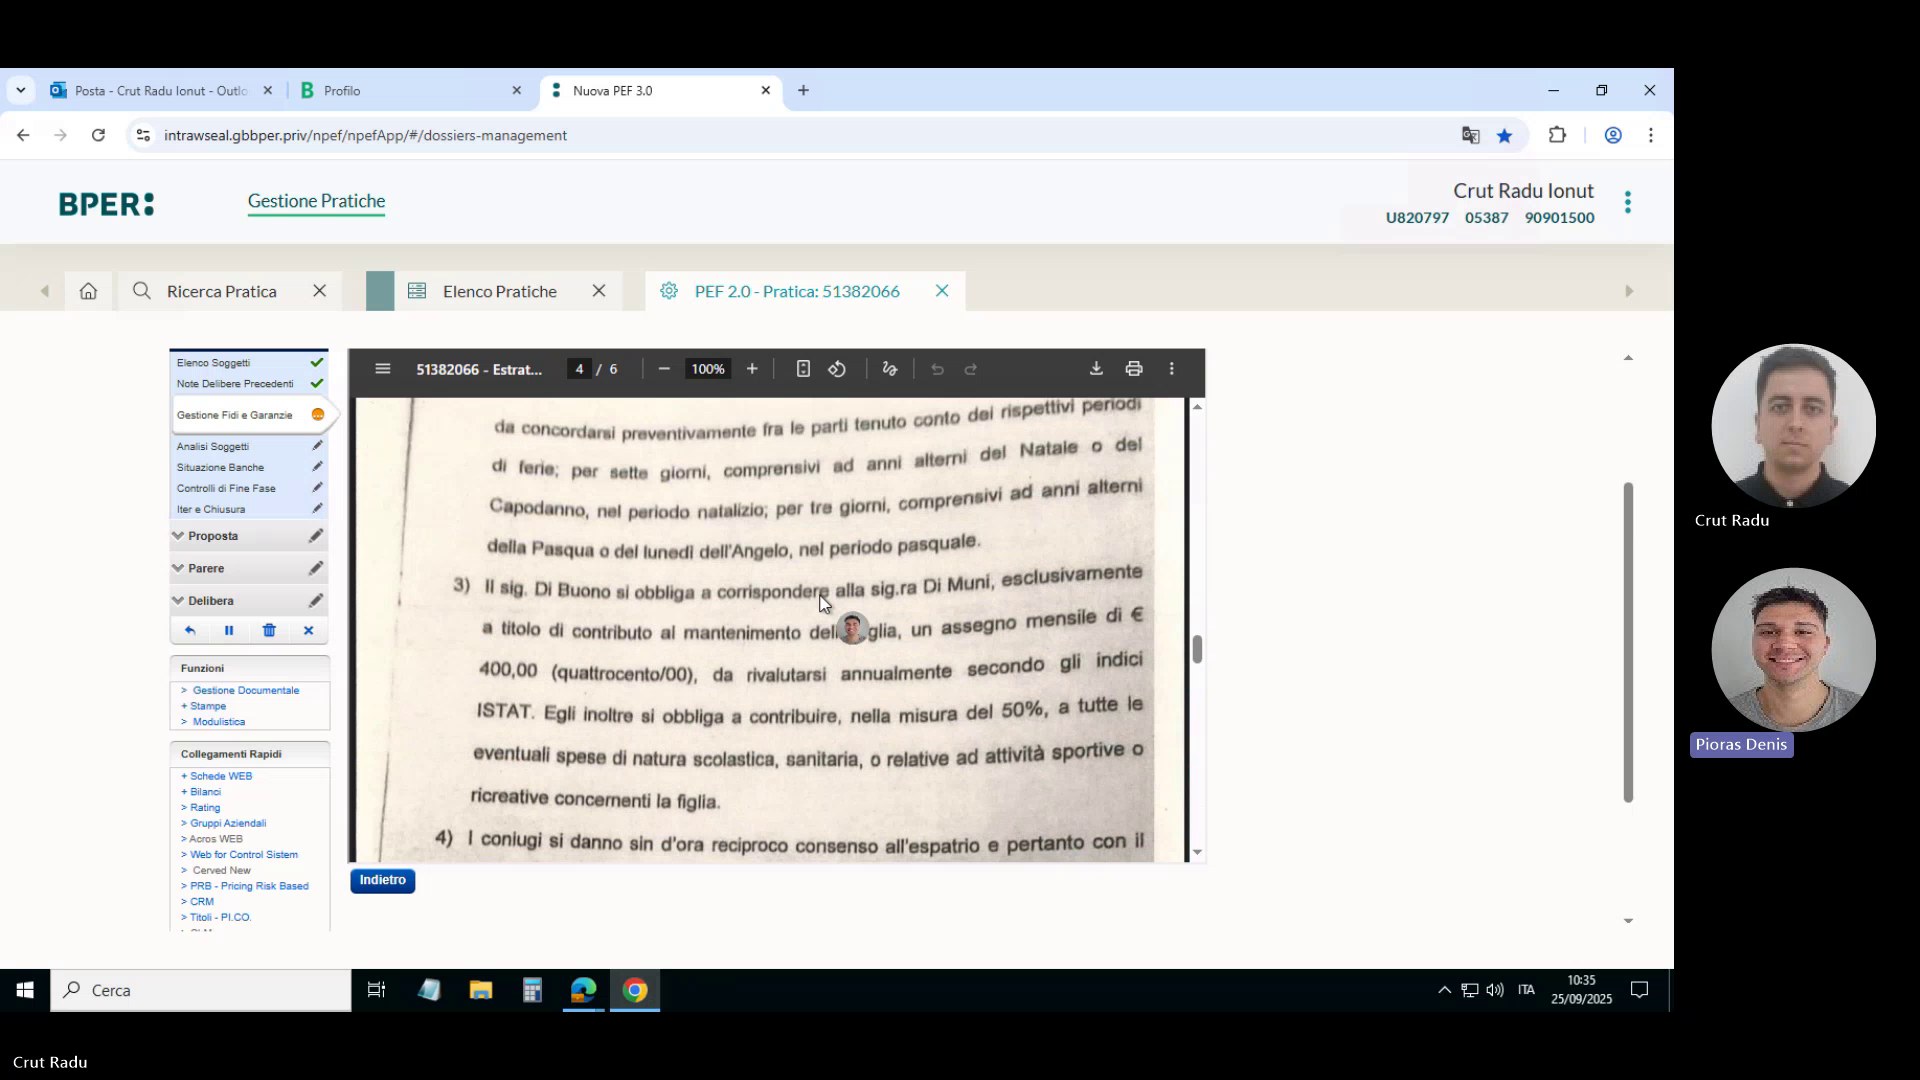 Posta - Crut Radu Ionut - Outlo
Profilo
Nuova PEF 3.0
intrawseal.gbbper.priv/npef/npefApp/#/dossiers-management
BPER:
Gestione Pratiche
Crut Radu Ionut
U820797 05387 90901500
Ricerca Pratica
Elenco Pratiche
PEF 2.0 - Pratica: 51382066
Elenco Soggetti
Note Delibere Precedenti
Gestione Fidi e Garanzie
Analisi Soggetti
Situazione Banche
Controlli di Fine Fase
Iter e Chiusura
Proposta
Parere
Delibera
Funzioni
> Gestione Documentale
+ Stampe
> Modulistica
Collegamenti Rapidi
+ Schede WEB
+ Bilanci
> Rating
> Gruppi Aziendali
> Acros WEB
> Web for Control Sistem
> Cerved New
> PRB - Pricing Risk Based
> CRM
> Titoli - PI.CO.
51382066 - Estrat...
4 / 6
100%
da concordarsi preventivamente fra le parti tenuto conto dei rispettivi periodi
di ferie; per sette giorni, comprensivi ad anni alterni del Natale o del
Capodanno, nel periodo natalizio; per tre giorni, comprensivi ad anni alterni
della Pasqua o del lunedì dell'Angelo, nel periodo pasquale.
3) Il sig. Di Buono si obbliga a corrispondere alla sig.ra Di Muni, esclusivamente
a titolo di contributo al mantenimento glia, un assegno mensile di €
400,00 (quattrocento/00), da rivalutarsi annualmente secondo gli indici
ISTAT. Egli inoltre si obbliga a contribuire, nella misura del 50%, a tutte le
eventuali spese di natura scolastica, sanitaria, o relative ad attività sportive o
ricreative concernenti la figlia.
4) I coniugi si danno sin d'ora reciproco consenso all'espatrio e pertanto con il
Indietro
Cerca
ITA
10:35
25/09/2025
Crut Radu
Pioras Denis
Crut Radu